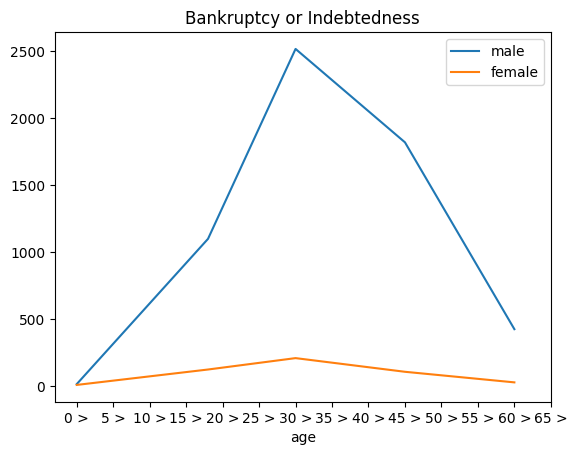 Bankruptcy or Indebtedness
male
female
2500
2000
1500
1000
500
0
0 > 5 > 10 > 15 > 20 > 25 > 30 > 35 > 40 > 45 > 50 > 55 > 60 > 65 >
age